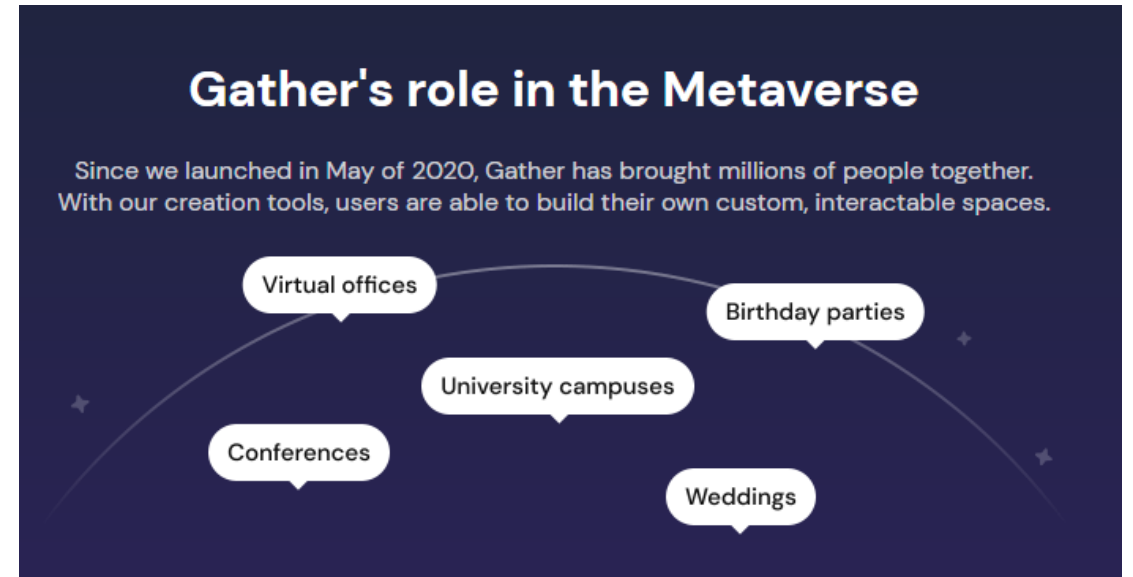 Gather's role in the Metaverse
Since we launched in May of 2020, Gather has brought millions of people together.
With our creation tools, users are able to build their own custom, interactable spaces.
Virtual offices
Birthday parties
University campuses
Conferences
Weddings